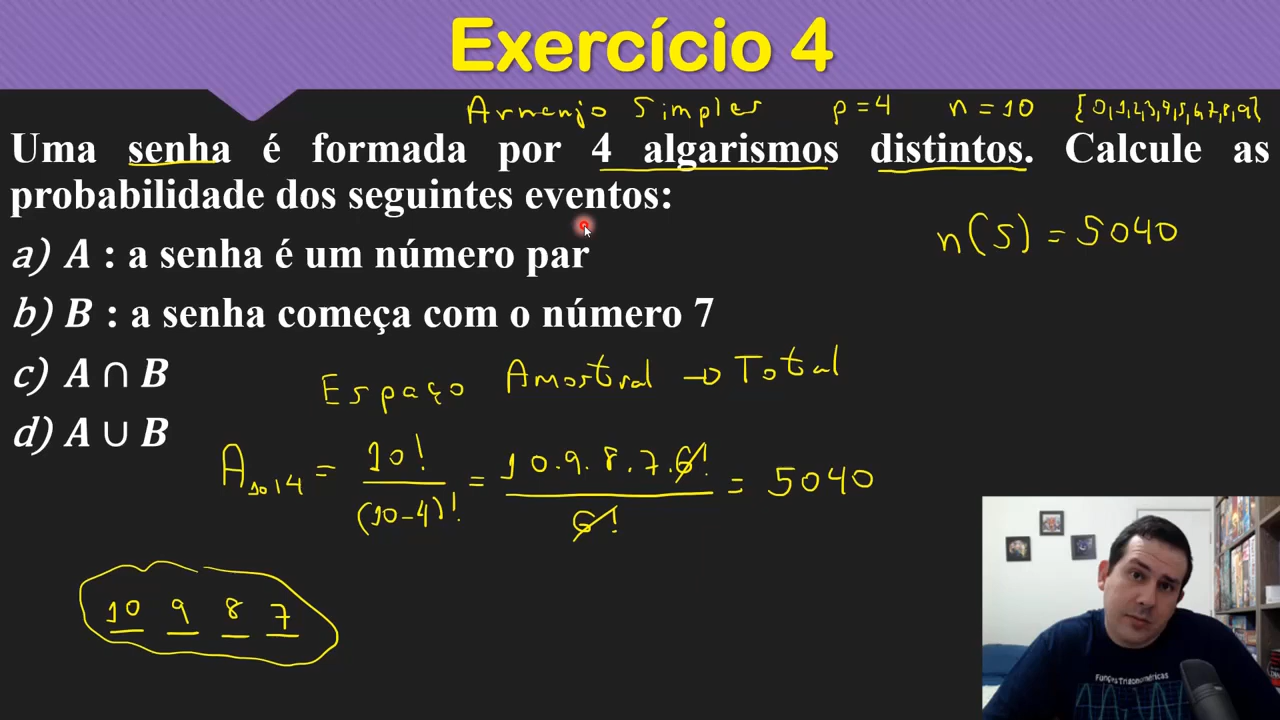 Exercício 4
Arranjo Simples p=4 n=10 {0,1,2,3,4,5,6,7,8,9}
Uma senha é formada por 4 algarismos distintos. Calcule as
probabilidade dos seguintes eventos:
n(S) = 5040
a) A : a senha é um número par
b) B : a senha começa com o número 7
c) A ∩ B
Espaço Amostral → Total
d) A ∪ B
A10,4 = 10!/(10-4)! = 10.9.8.7.6!/6! = 5040
10 9 8 7
Funções Trigonométricas